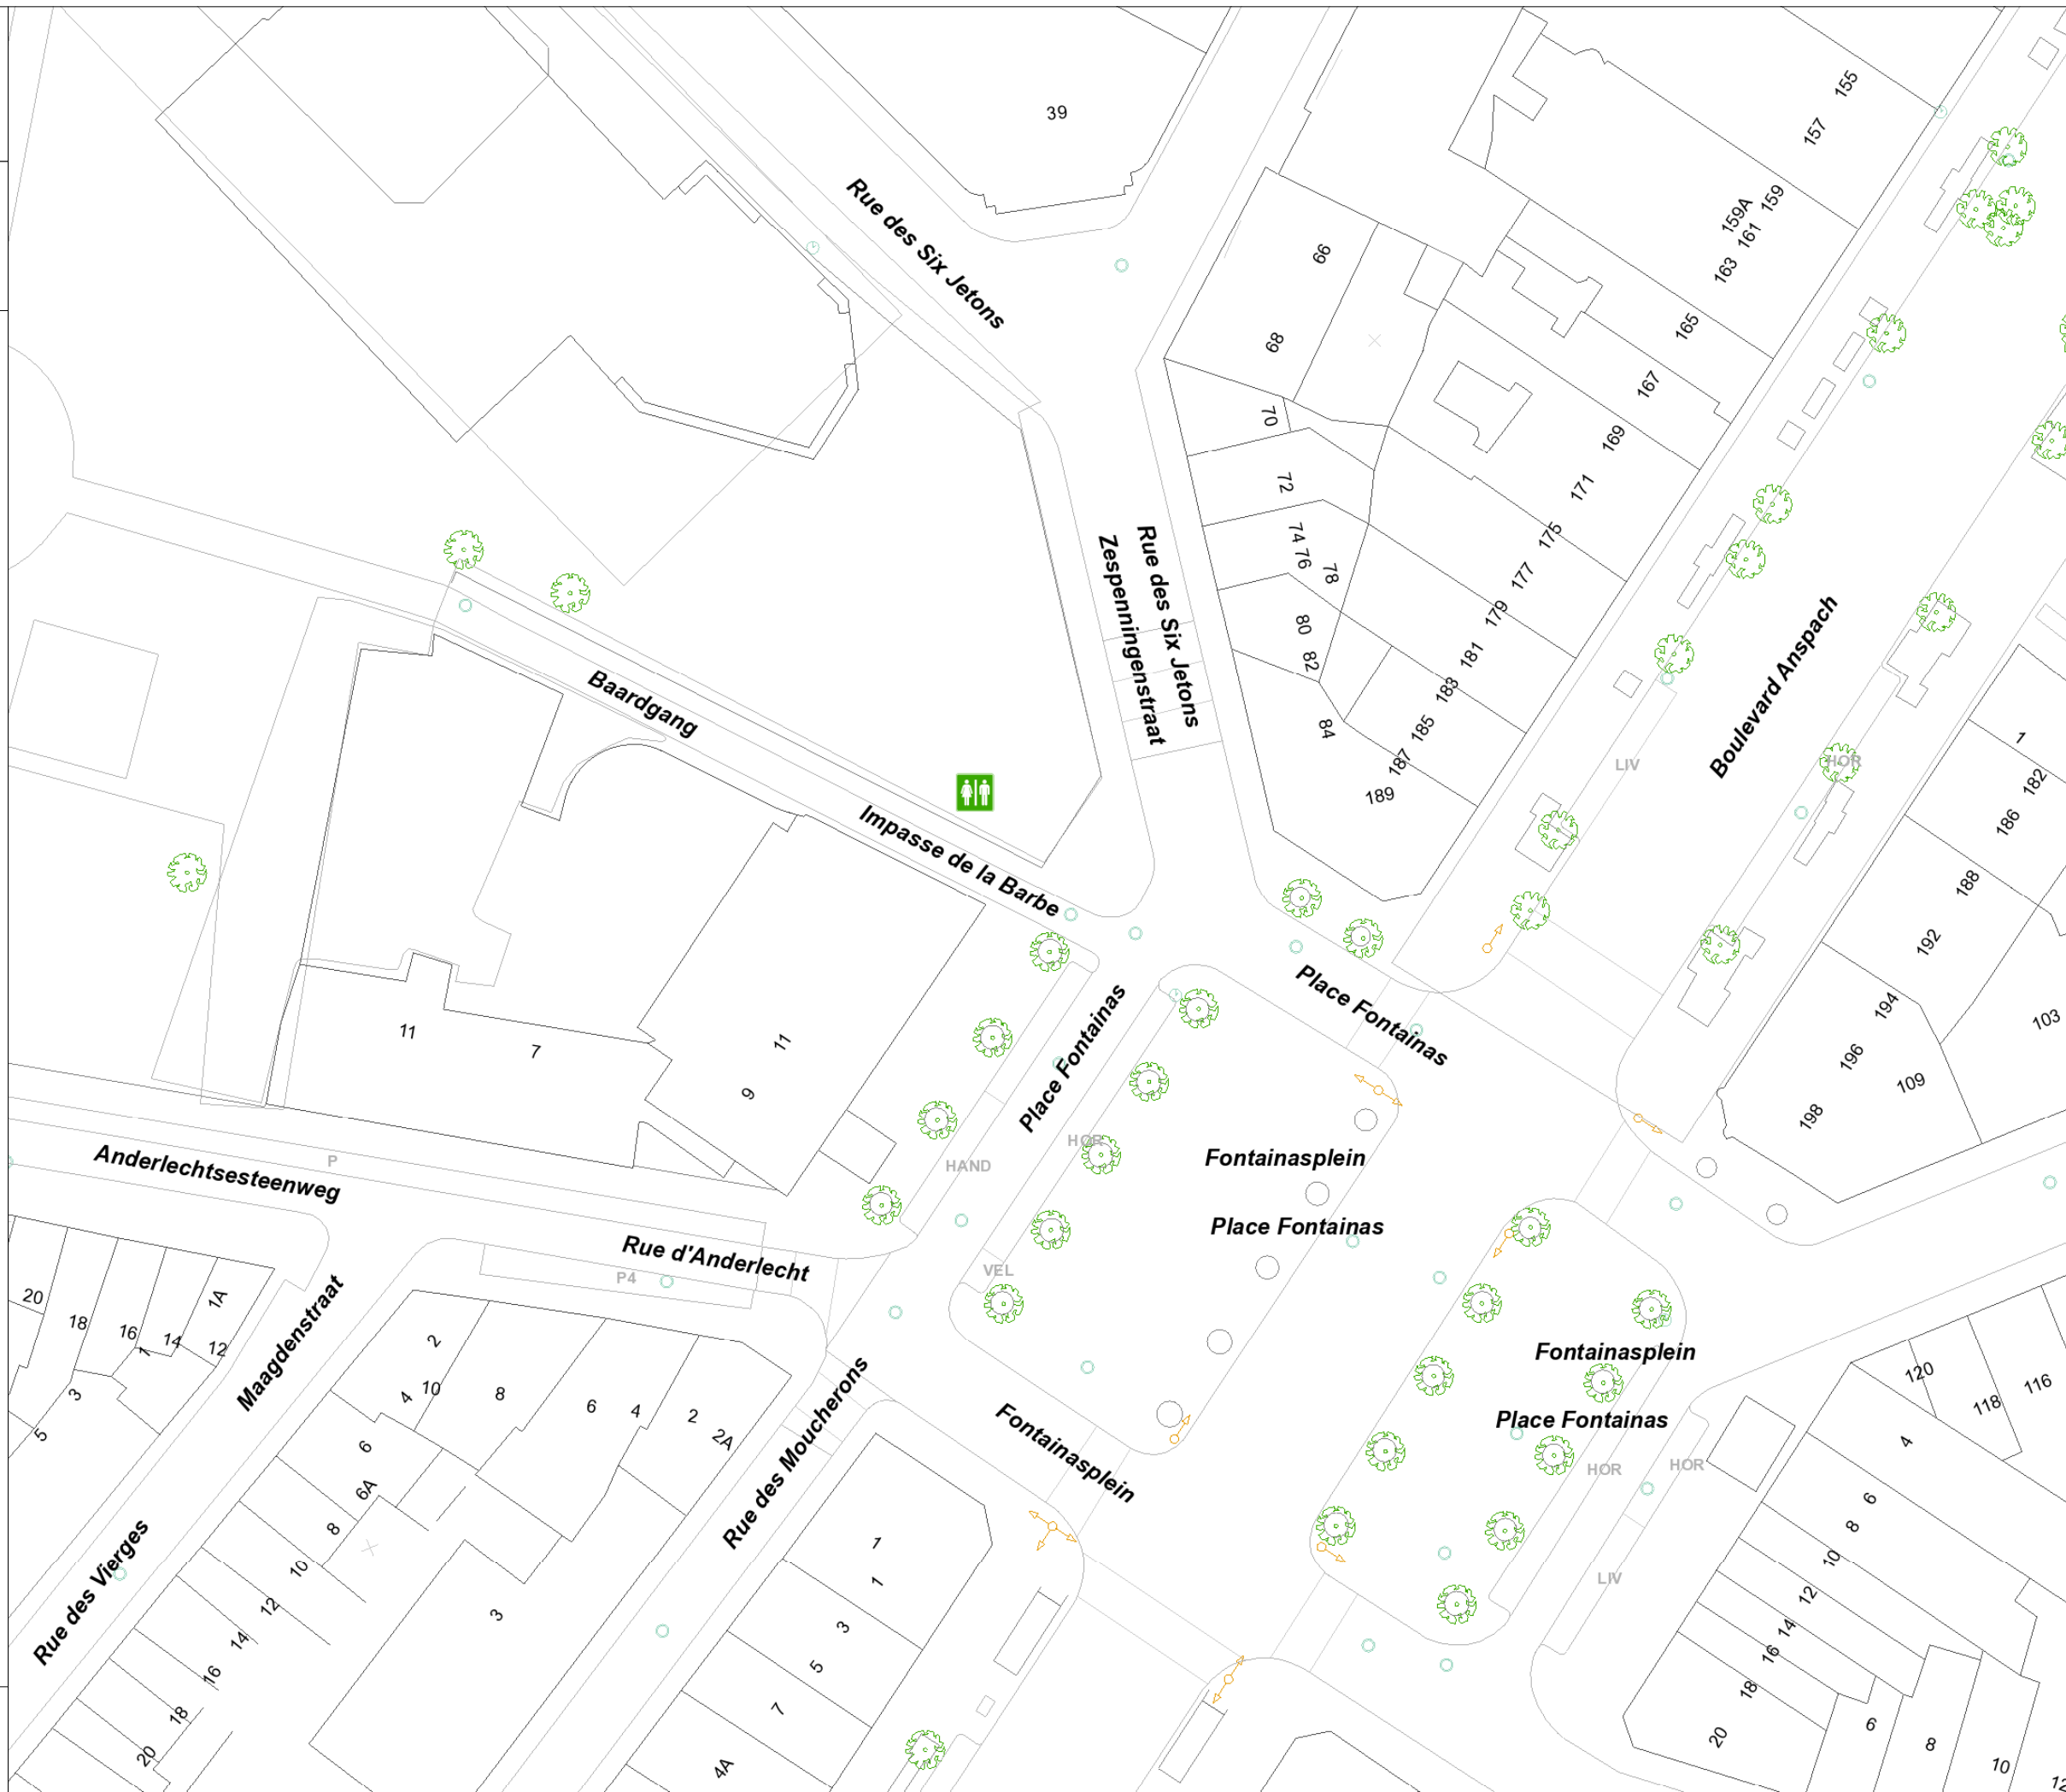 39
155
157
159
159A
161
163
165
167
169
171
175
177
179
181
183
185
187
189
66
68
70
72
74 76
78
80
82
84
Rue des Six Jetons
Rue des Six Jetons
Zespenningenstraat
Boulevard Anspach
LIV
HOR
1
182
186
188
192
194
196
198
103
109
Baardgang
Impasse de la Barbe
Place Fontainas
Place Fontainas
11
7
11
9
HOR
HAND
Fontainasplein
Place Fontainas
Anderlechtsesteenweg
P
Rue d'Anderlecht
P4
VEL
Maagdenstraat
Rue des Vierges
20
18
16
14
12
1A
1
3
5
2
4
10
8
6
4
2
2A
6
6A
8
10
12
14
16
18
20
3
Rue des Moucherons
Fontainasplein
1
1
3
5
7
4A
Fontainasplein
Place Fontainas
HOR
HOR
LIV
120
118
116
4
6
8
10
12
14
16
18
20
6
8
10